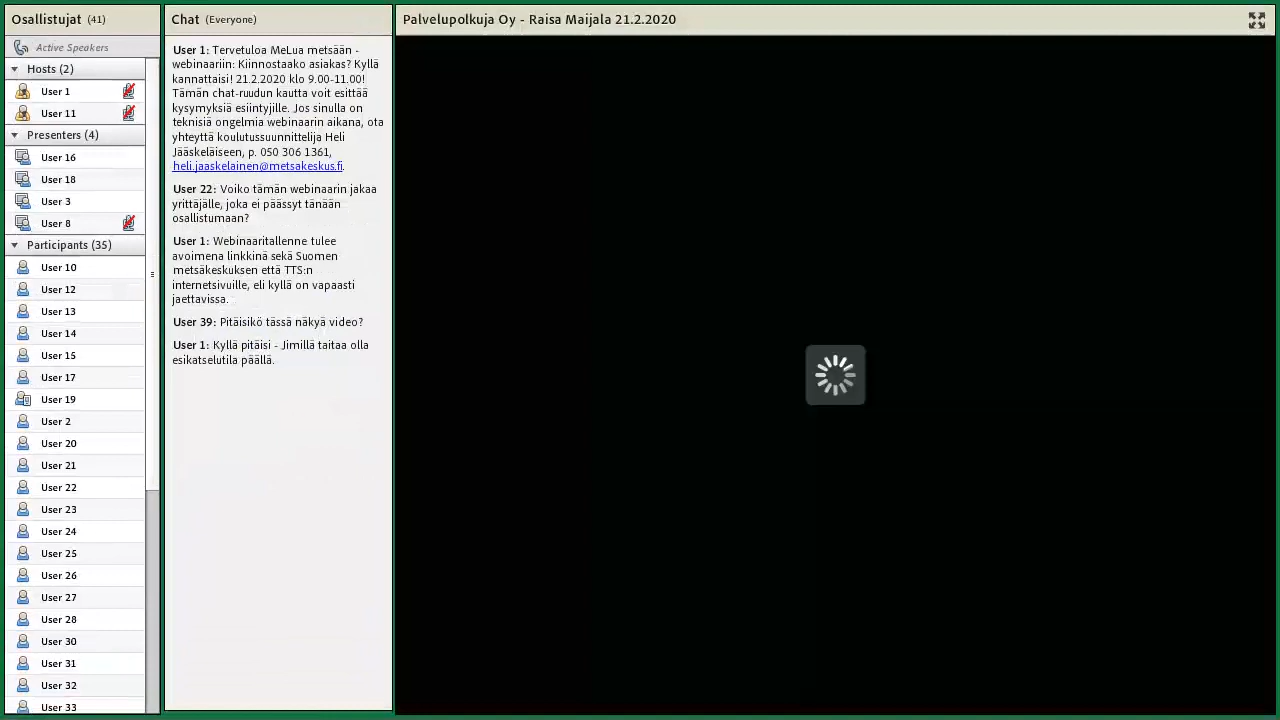 Osallistujat (41)
Active Speakers
Hosts (2)
User 1
User 11
Presenters (4)
User 16
User 18
User 3
User 8
Participants (35)
User 10
User 12
User 13
User 14
User 15
User 17
User 19
User 2
User 20
User 21
User 22
User 23
User 24
User 25
User 26
User 27
User 28
User 30
User 31
User 32
User 33
Chat (Everyone)
User 1: Tervetuloa MeLua metsään -
webinaariin: Kiinnostaako asiakas? Kyllä
kannattaisi! 21.2.2020 klo 9.00-11.00!
Tämän chat-ruudun kautta voit esittää
kysymyksiä esiintyjille. Jos sinulla on
teknisiä ongelmia webinaarin aikana, ota
yhteyttä koulutussuunnittelija Heli
Jääskeläiseen, p. 050 306 1361,
heli.jaaskelainen@metsakeskus.fi.
User 22: Voiko tämän webinaarin jakaa
yrittäjälle, joka ei päässyt tänään
osallistumaan?
User 1: Webinaaritallenne tulee
avoimena linkkinä sekä Suomen
metsäkeskuksen että TTS:n
internetsivuille, eli kyllä on vapaasti
jaettavissa.
User 39: Pitäisikö tässä näkyä video?
User 1: Kyllä pitäisi - Jimillä taitaa olla
esikatselutila päällä.
Palvelupolkuja Oy - Raisa Maijala 21.2.2020